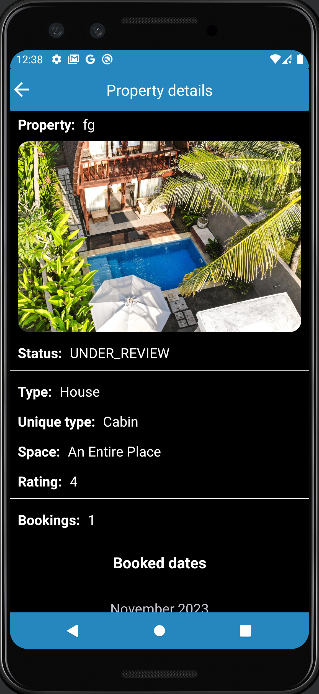 12:38
Property details
Property: fg
Status: UNDER_REVIEW
Type: House
Unique type: Cabin
Space: An Entire Place
Rating: 4
Bookings: 1
Booked dates
November 2023